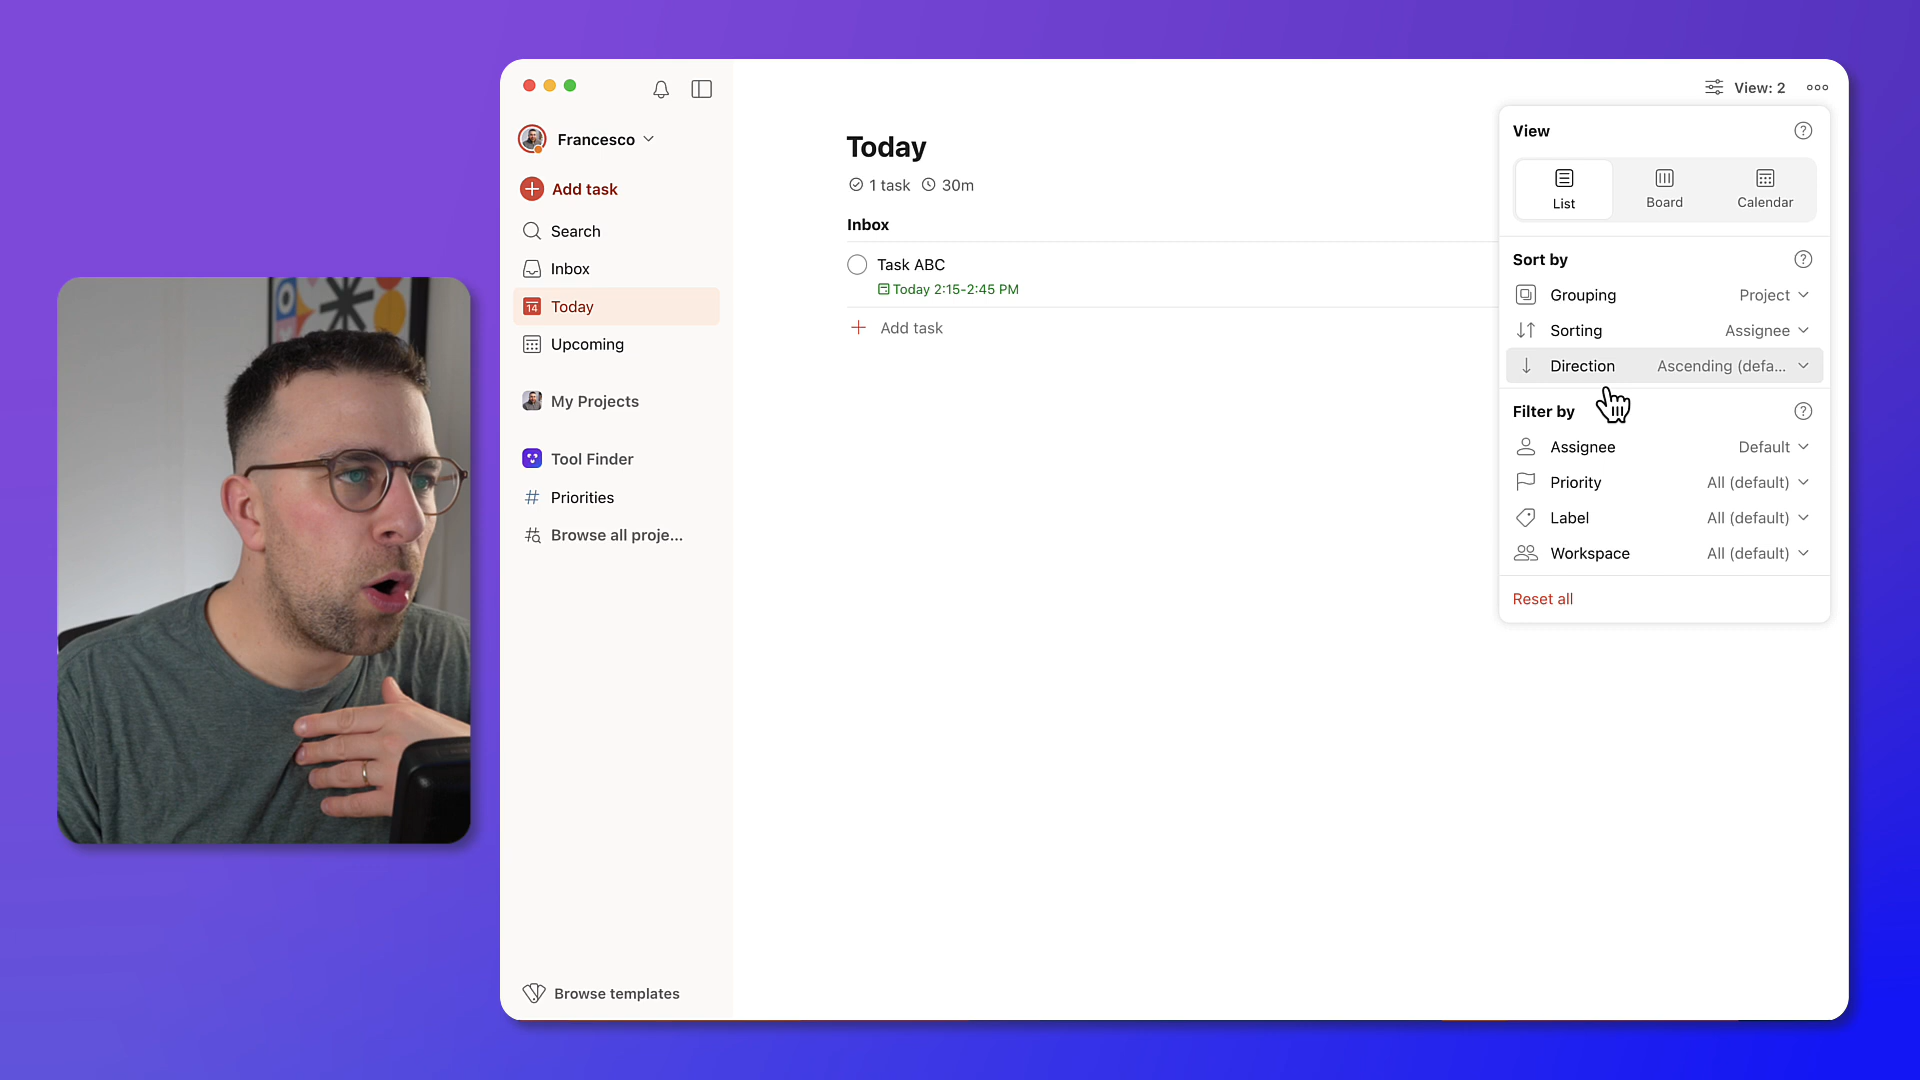 View: 2
Francesco
Add task
Search
Inbox
14
Today
Upcoming
My Projects
Tool Finder
Priorities
Browse all proje...
Browse templates
Today
1 task 30m
Inbox
Task ABC
Today 2:15-2:45 PM
Add task
View
List
Board
Calendar
Sort by
Grouping Project
Sorting Assignee
Direction Ascending (defa...
Filter by
Assignee Default
Priority All (default)
Label All (default)
Workspace All (default)
Reset all